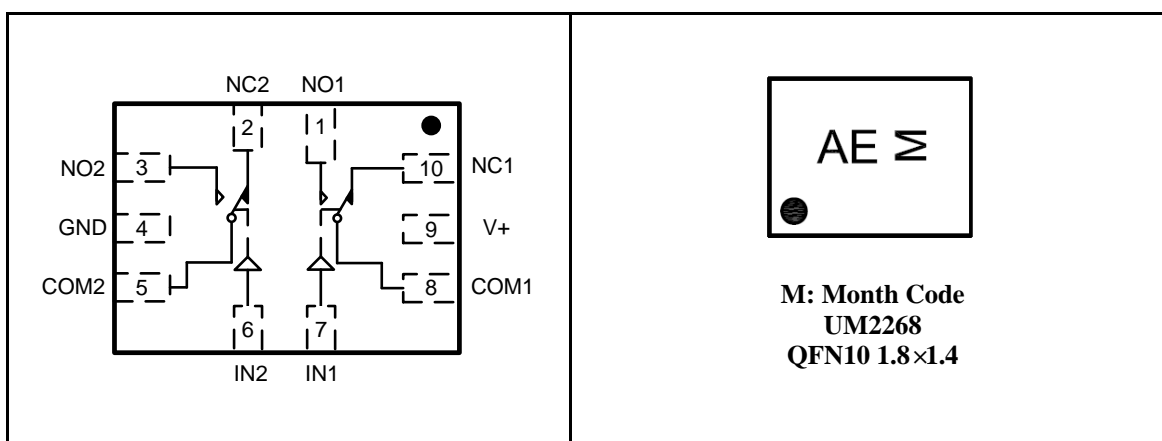 NC2 NO1
2 1
NO2 3 10 NC1
GND 4 9 V+
COM2 5 8 COM1
6 7
IN2 IN1
AE M
M: Month Code
UM2268
QFN10 1.8×1.4